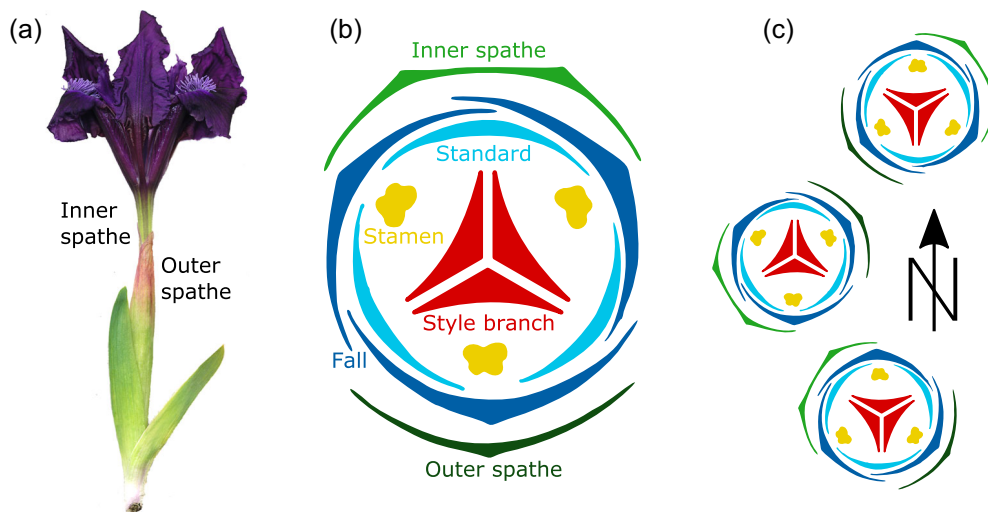 (a)
Inner
spathe
Outer
spathe
(b)
Inner spathe
Standard
Stamen
Style branch
Fall
Outer spathe
(c)
N